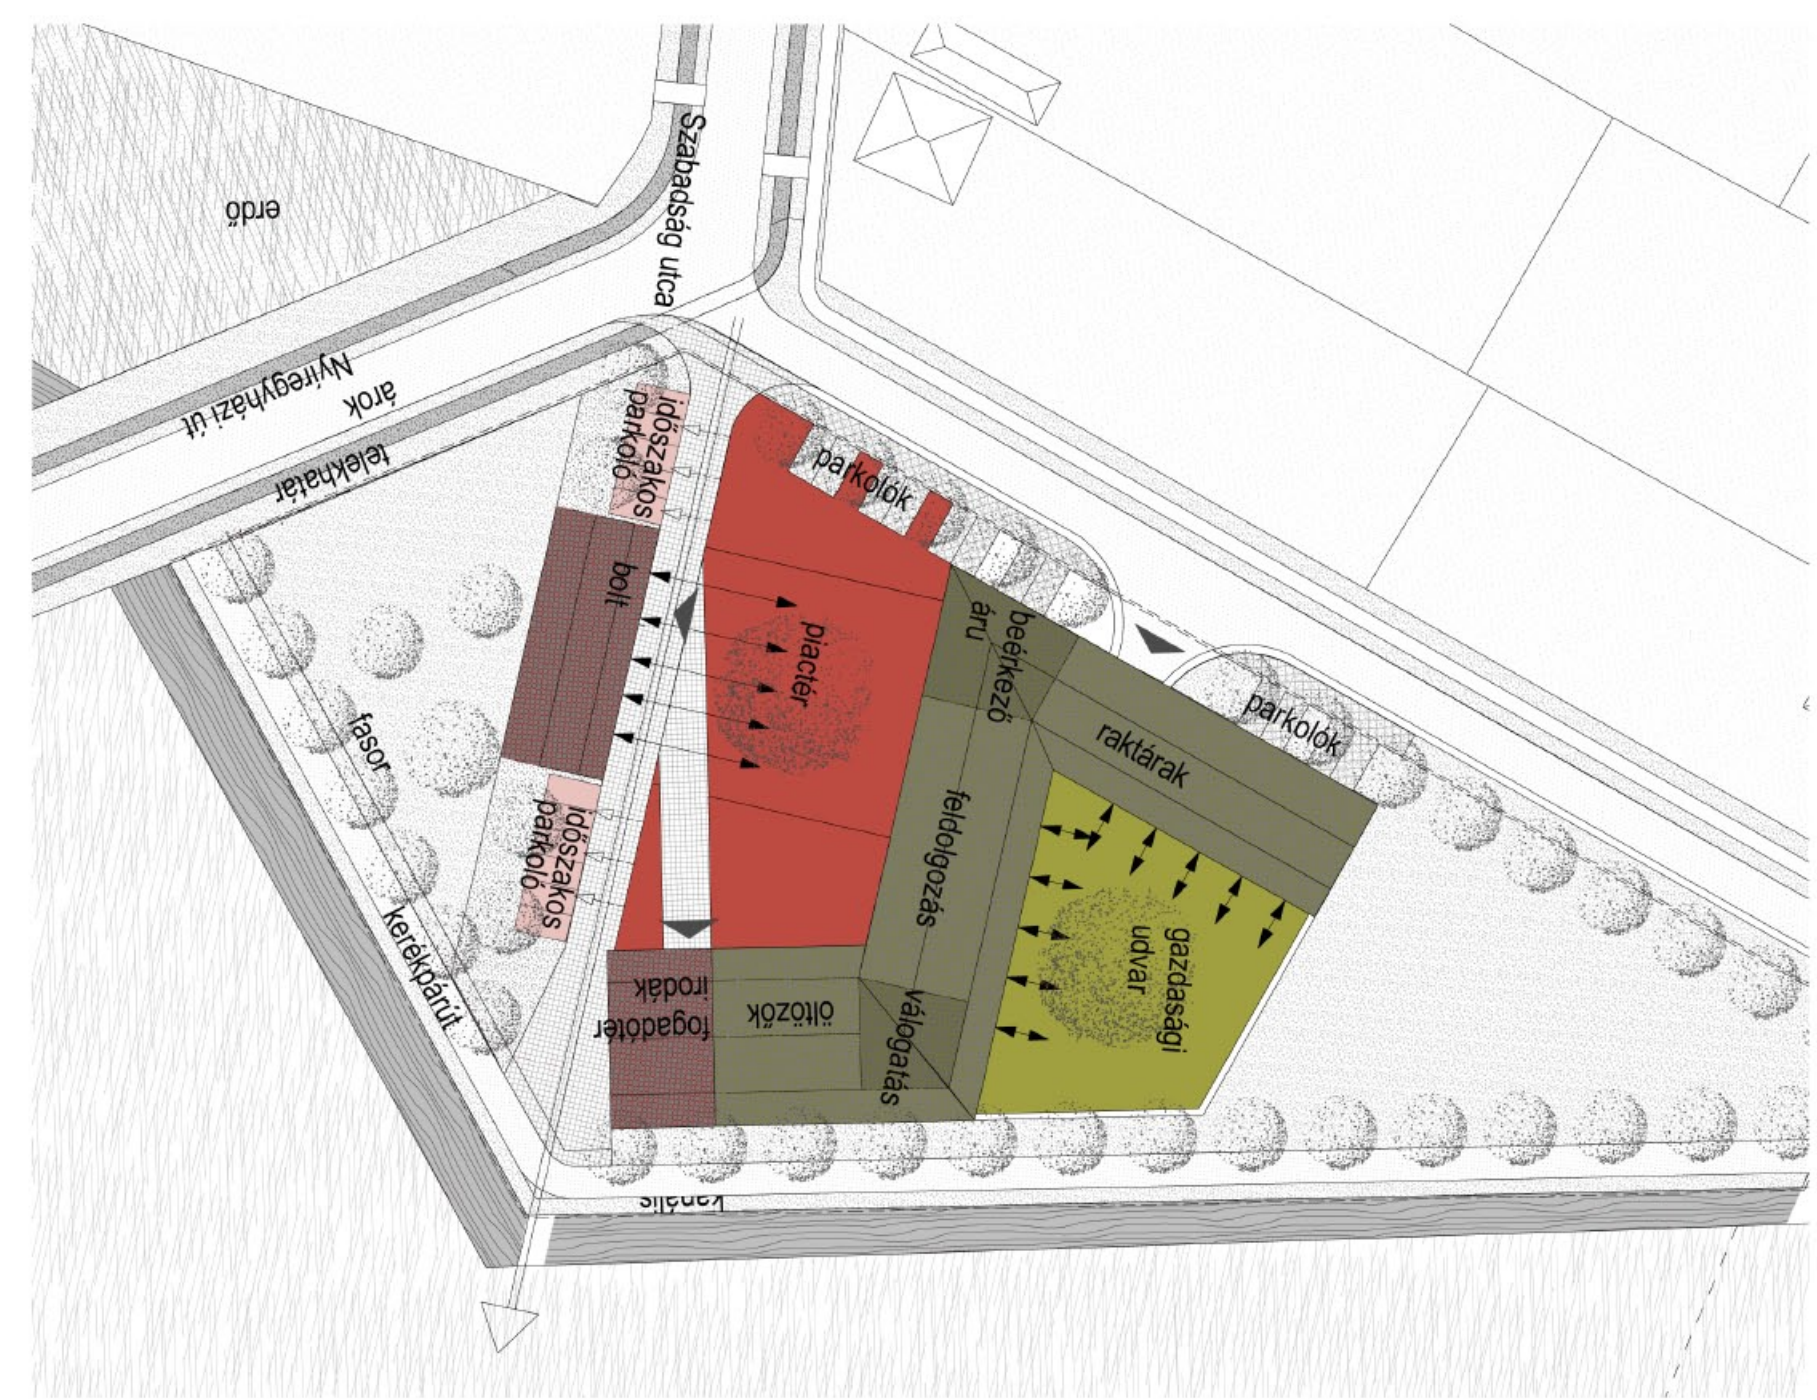 Szabadság utca
erdő
Nyíregyházi út
árok
telekhatár
időszakos
parkoló
parkolók
bolt
piactér
beérkező
áru
raktárak
parkolók
fasor
időszakos
parkoló
feldolgozás
gazdasági
udvar
kerékpárút
irodák
fogadótér
öltözők
válogatás
kanális